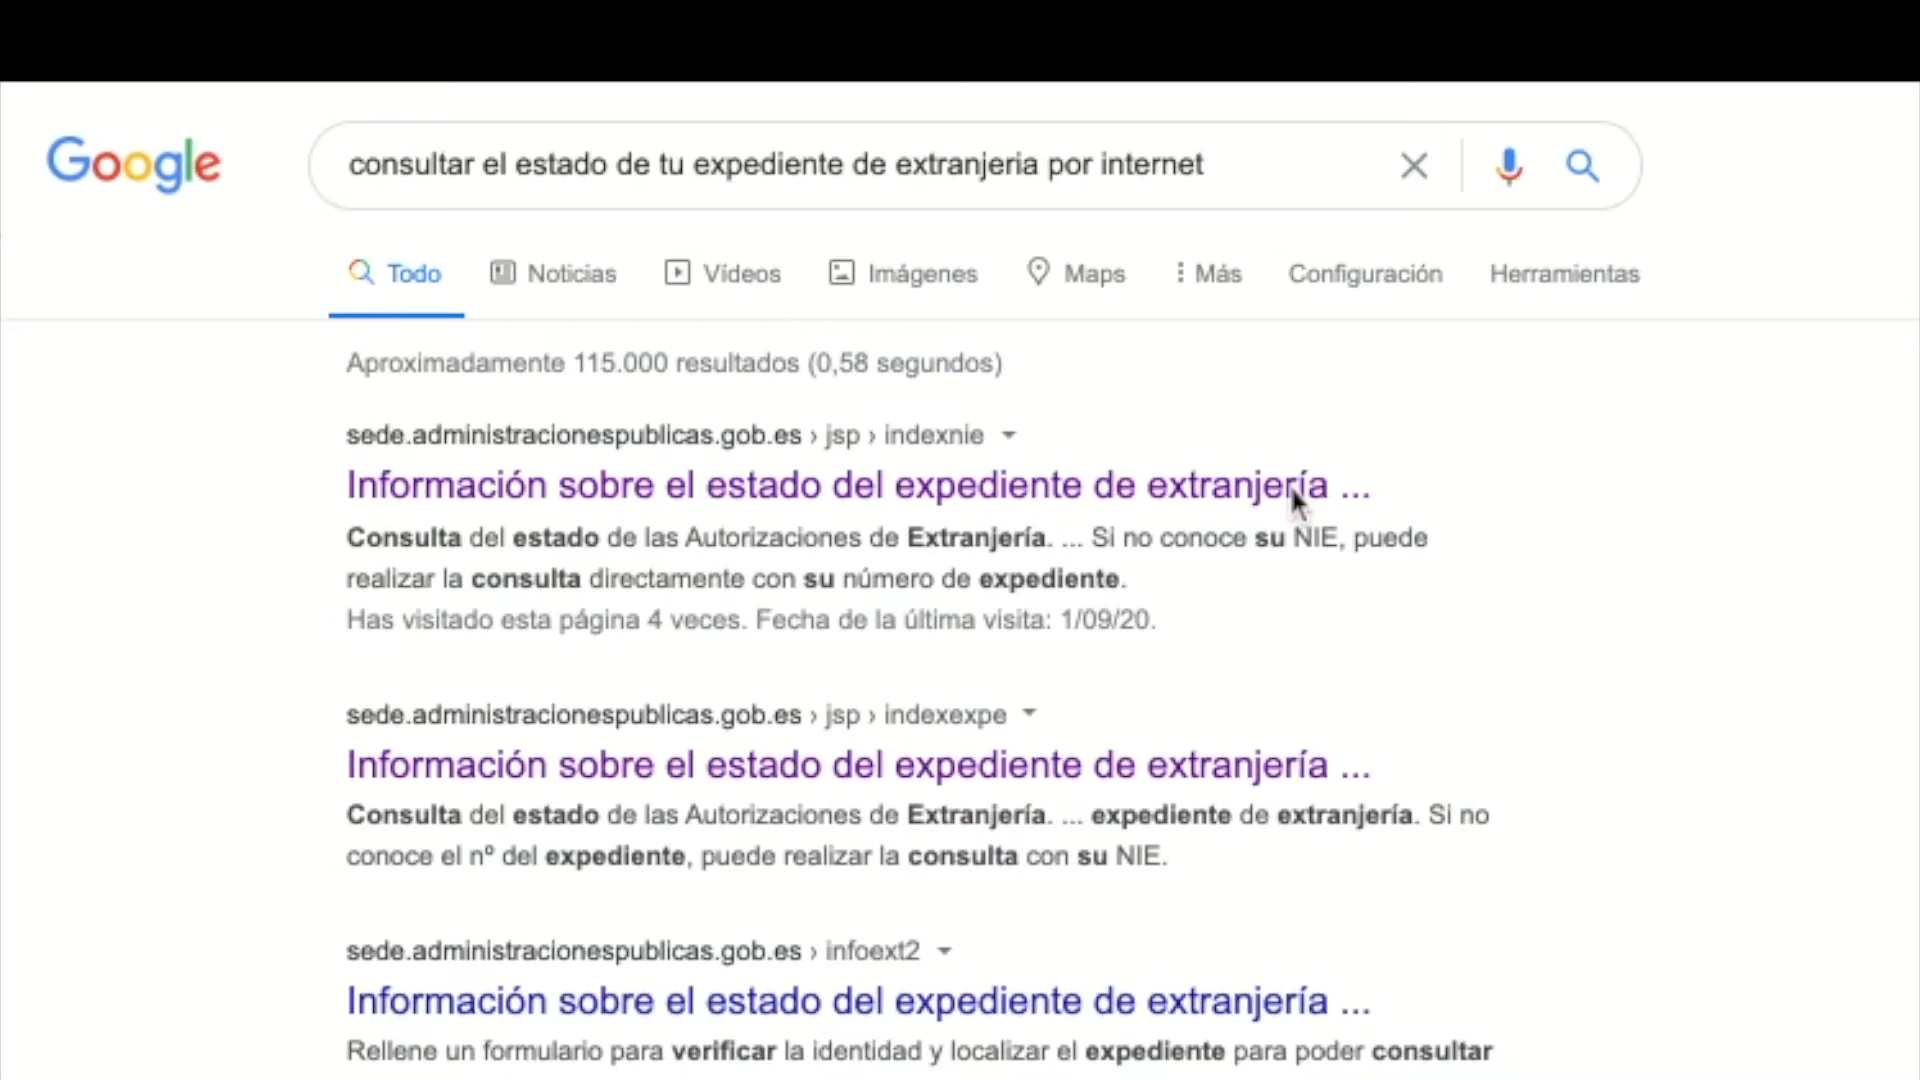 Google
consultar el estado de tu expediente de extranjeria por internet
Todo Noticias Vídeos Imágenes Maps Más Configuración Herramientas
Aproximadamente 115.000 resultados (0,58 segundos)
sede.administracionespublicas.gob.es › jsp › indexnie
Información sobre el estado del expediente de extranjería ...
Consulta del estado de las Autorizaciones de Extranjería. ... Si no conoce su NIE, puede
realizar la consulta directamente con su número de expediente.
Has visitado esta página 4 veces. Fecha de la última visita: 1/09/20.
sede.administracionespublicas.gob.es › jsp › indexexpe
Información sobre el estado del expediente de extranjería ...
Consulta del estado de las Autorizaciones de Extranjería. ... expediente de extranjería. Si no
conoce el nº del expediente, puede realizar la consulta con su NIE.
sede.administracionespublicas.gob.es › infoext2
Información sobre el estado del expediente de extranjería ...
Rellene un formulario para verificar la identidad y localizar el expediente para poder consultar